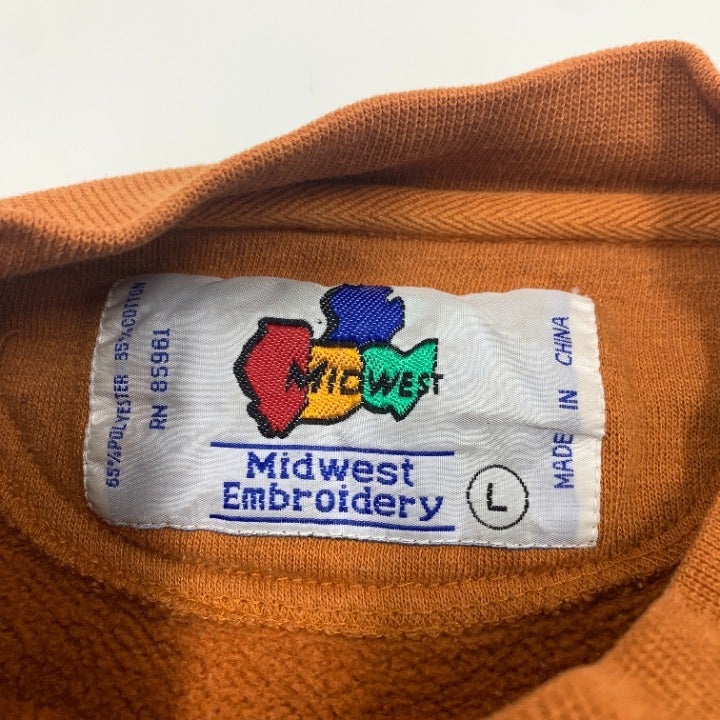 65%POLYESTER 35%COTTON
RN 85961
MIDWEST
Midwest
Embroidery
L
MADE IN CHINA